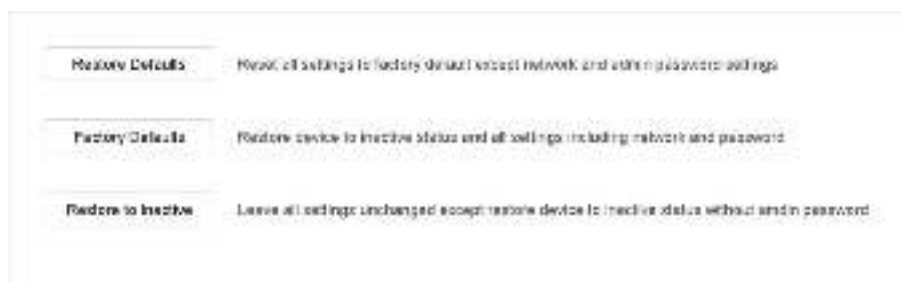 Restore Defaults Reset all settings to factory default except network and admin password settings
Factory Defaults Restore device to inactive status and all settings including network and password
Restore to Inactive Leave all settings unchanged except restore device to inactive status without amdin password